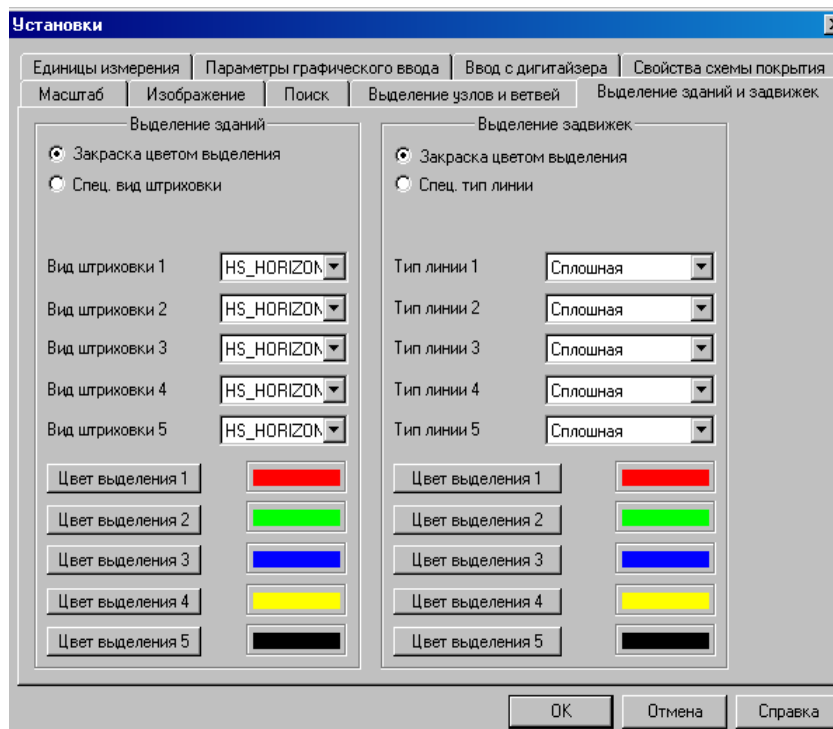 Установки
Единицы измерения Параметры графического ввода Ввод с дигитайзера Свойства схемы покрытия
Масштаб Изображение Поиск Выделение узлов и ветвей Выделение зданий и задвижек
Выделение зданий
Закраска цветом выделения
Спец. вид штриховки
Вид штриховки 1 HS_HORIZON
Вид штриховки 2 HS_HORIZON
Вид штриховки 3 HS_HORIZON
Вид штриховки 4 HS_HORIZON
Вид штриховки 5 HS_HORIZON
Цвет выделения 1
Цвет выделения 2
Цвет выделения 3
Цвет выделения 4
Цвет выделения 5
Выделение задвижек
Закраска цветом выделения
Спец. тип линии
Тип линии 1 Сплошная
Тип линии 2 Сплошная
Тип линии 3 Сплошная
Тип линии 4 Сплошная
Тип линии 5 Сплошная
Цвет выделения 1
Цвет выделения 2
Цвет выделения 3
Цвет выделения 4
Цвет выделения 5
OK Отмена Справка